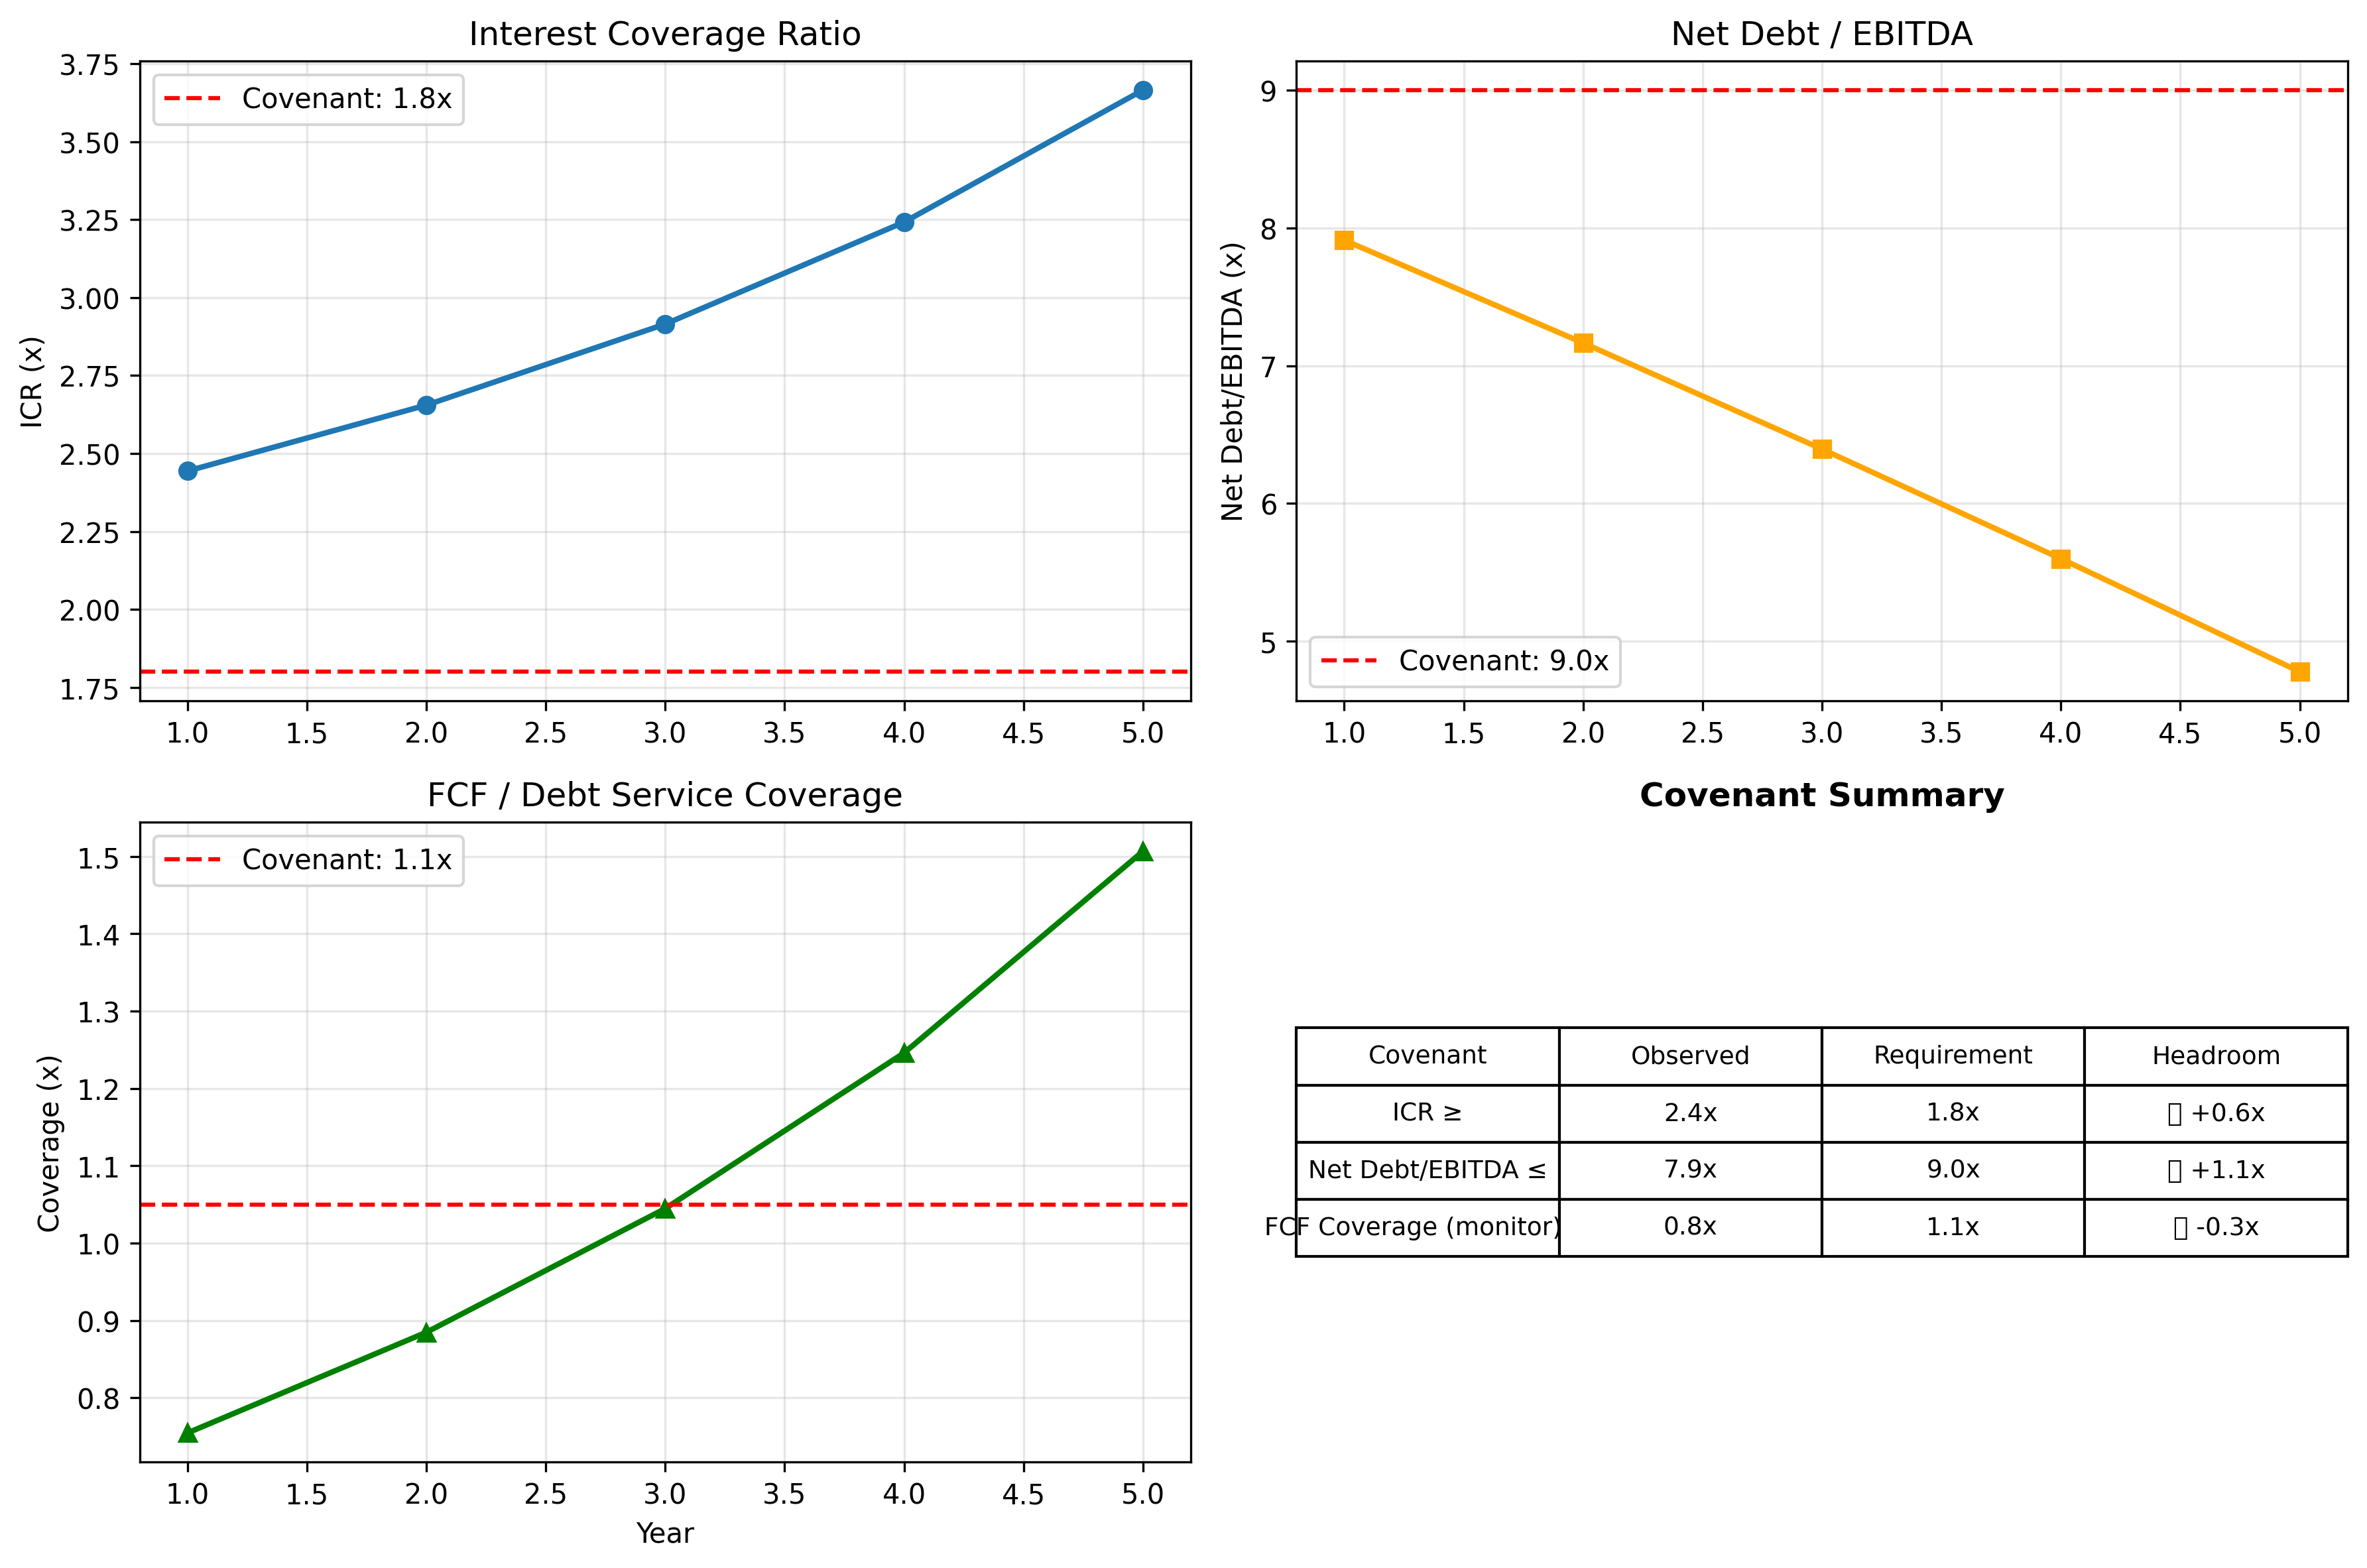 Interest Coverage Ratio
ICR (x)
3.75
3.50
3.25
3.00
2.75
2.50
2.25
2.00
1.75
Covenant: 1.8x
1.0 1.5 2.0 2.5 3.0 3.5 4.0 4.5 5.0
Net Debt / EBITDA
Net Debt/EBITDA (x)
9
8
7
6
5
Covenant: 9.0x
1.0 1.5 2.0 2.5 3.0 3.5 4.0 4.5 5.0
FCF / Debt Service Coverage
Coverage (x)
1.5
1.4
1.3
1.2
1.1
1.0
0.9
0.8
Covenant: 1.1x
1.0 1.5 2.0 2.5 3.0 3.5 4.0 4.5 5.0
Year
Covenant Summary
Covenant Observed Requirement Headroom
ICR ≥ 2.4x 1.8x +0.6x
Net Debt/EBITDA ≤ 7.9x 9.0x +1.1x
FCF Coverage (monitor) 0.8x 1.1x -0.3x